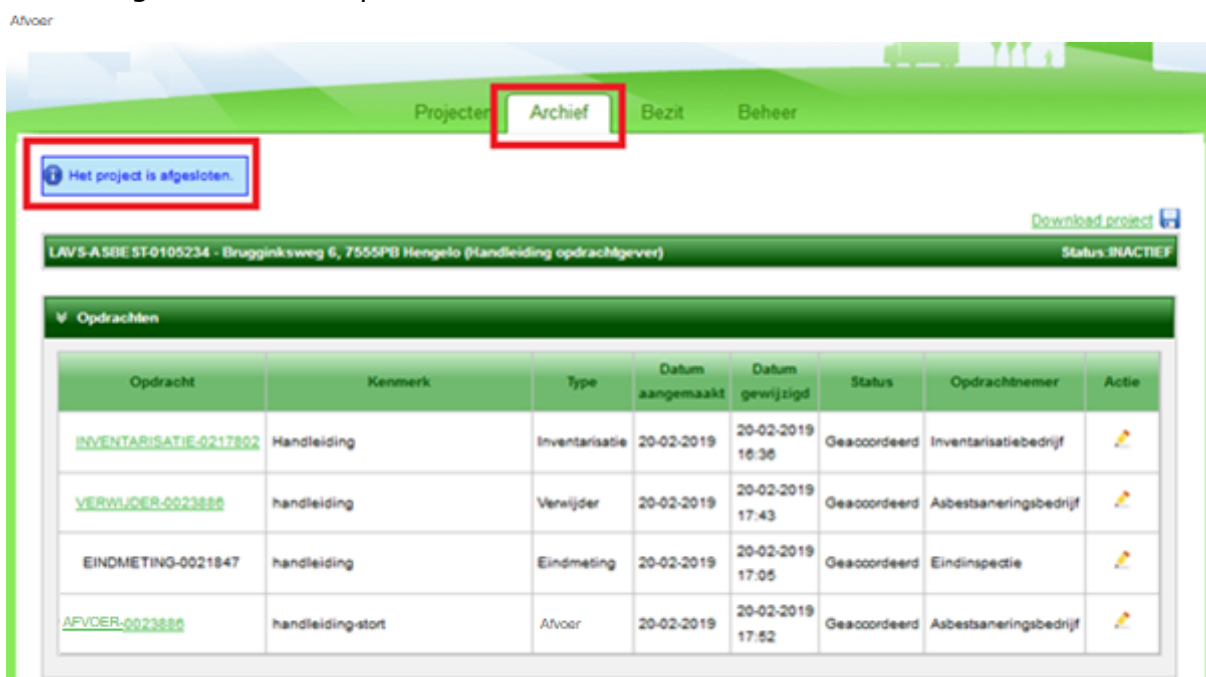 Afvoer
Projecten Archief Bezit Beheer
Het project is afgesloten.
Download project
LAVS-ASBEST-0105234 - Brugginksweg 6, 7555PB Hengelo (Handleiding opdrachtgever) Status:INACTIEF
Opdrachten
Opdracht Kenmerk Type Datum aangemaakt Datum gewijzigd Status Opdrachtnemer Actie
INVENTARISATIE-0217802 Handleiding Inventarisatie 20-02-2019 20-02-2019 16:36 Geaccordeerd Inventarisatiebedrijf
VERWIJDER-0023886 handleiding Verwijder 20-02-2019 20-02-2019 17:43 Geaccordeerd Asbestsaneringsbedrijf
EINDMETING-0021847 handleiding Eindmeting 20-02-2019 20-02-2019 17:05 Geaccordeerd Eindinspectie
AFVOER-0023886 handleiding-stort Afvoer 20-02-2019 20-02-2019 17:52 Geaccordeerd Asbestsaneringsbedrijf